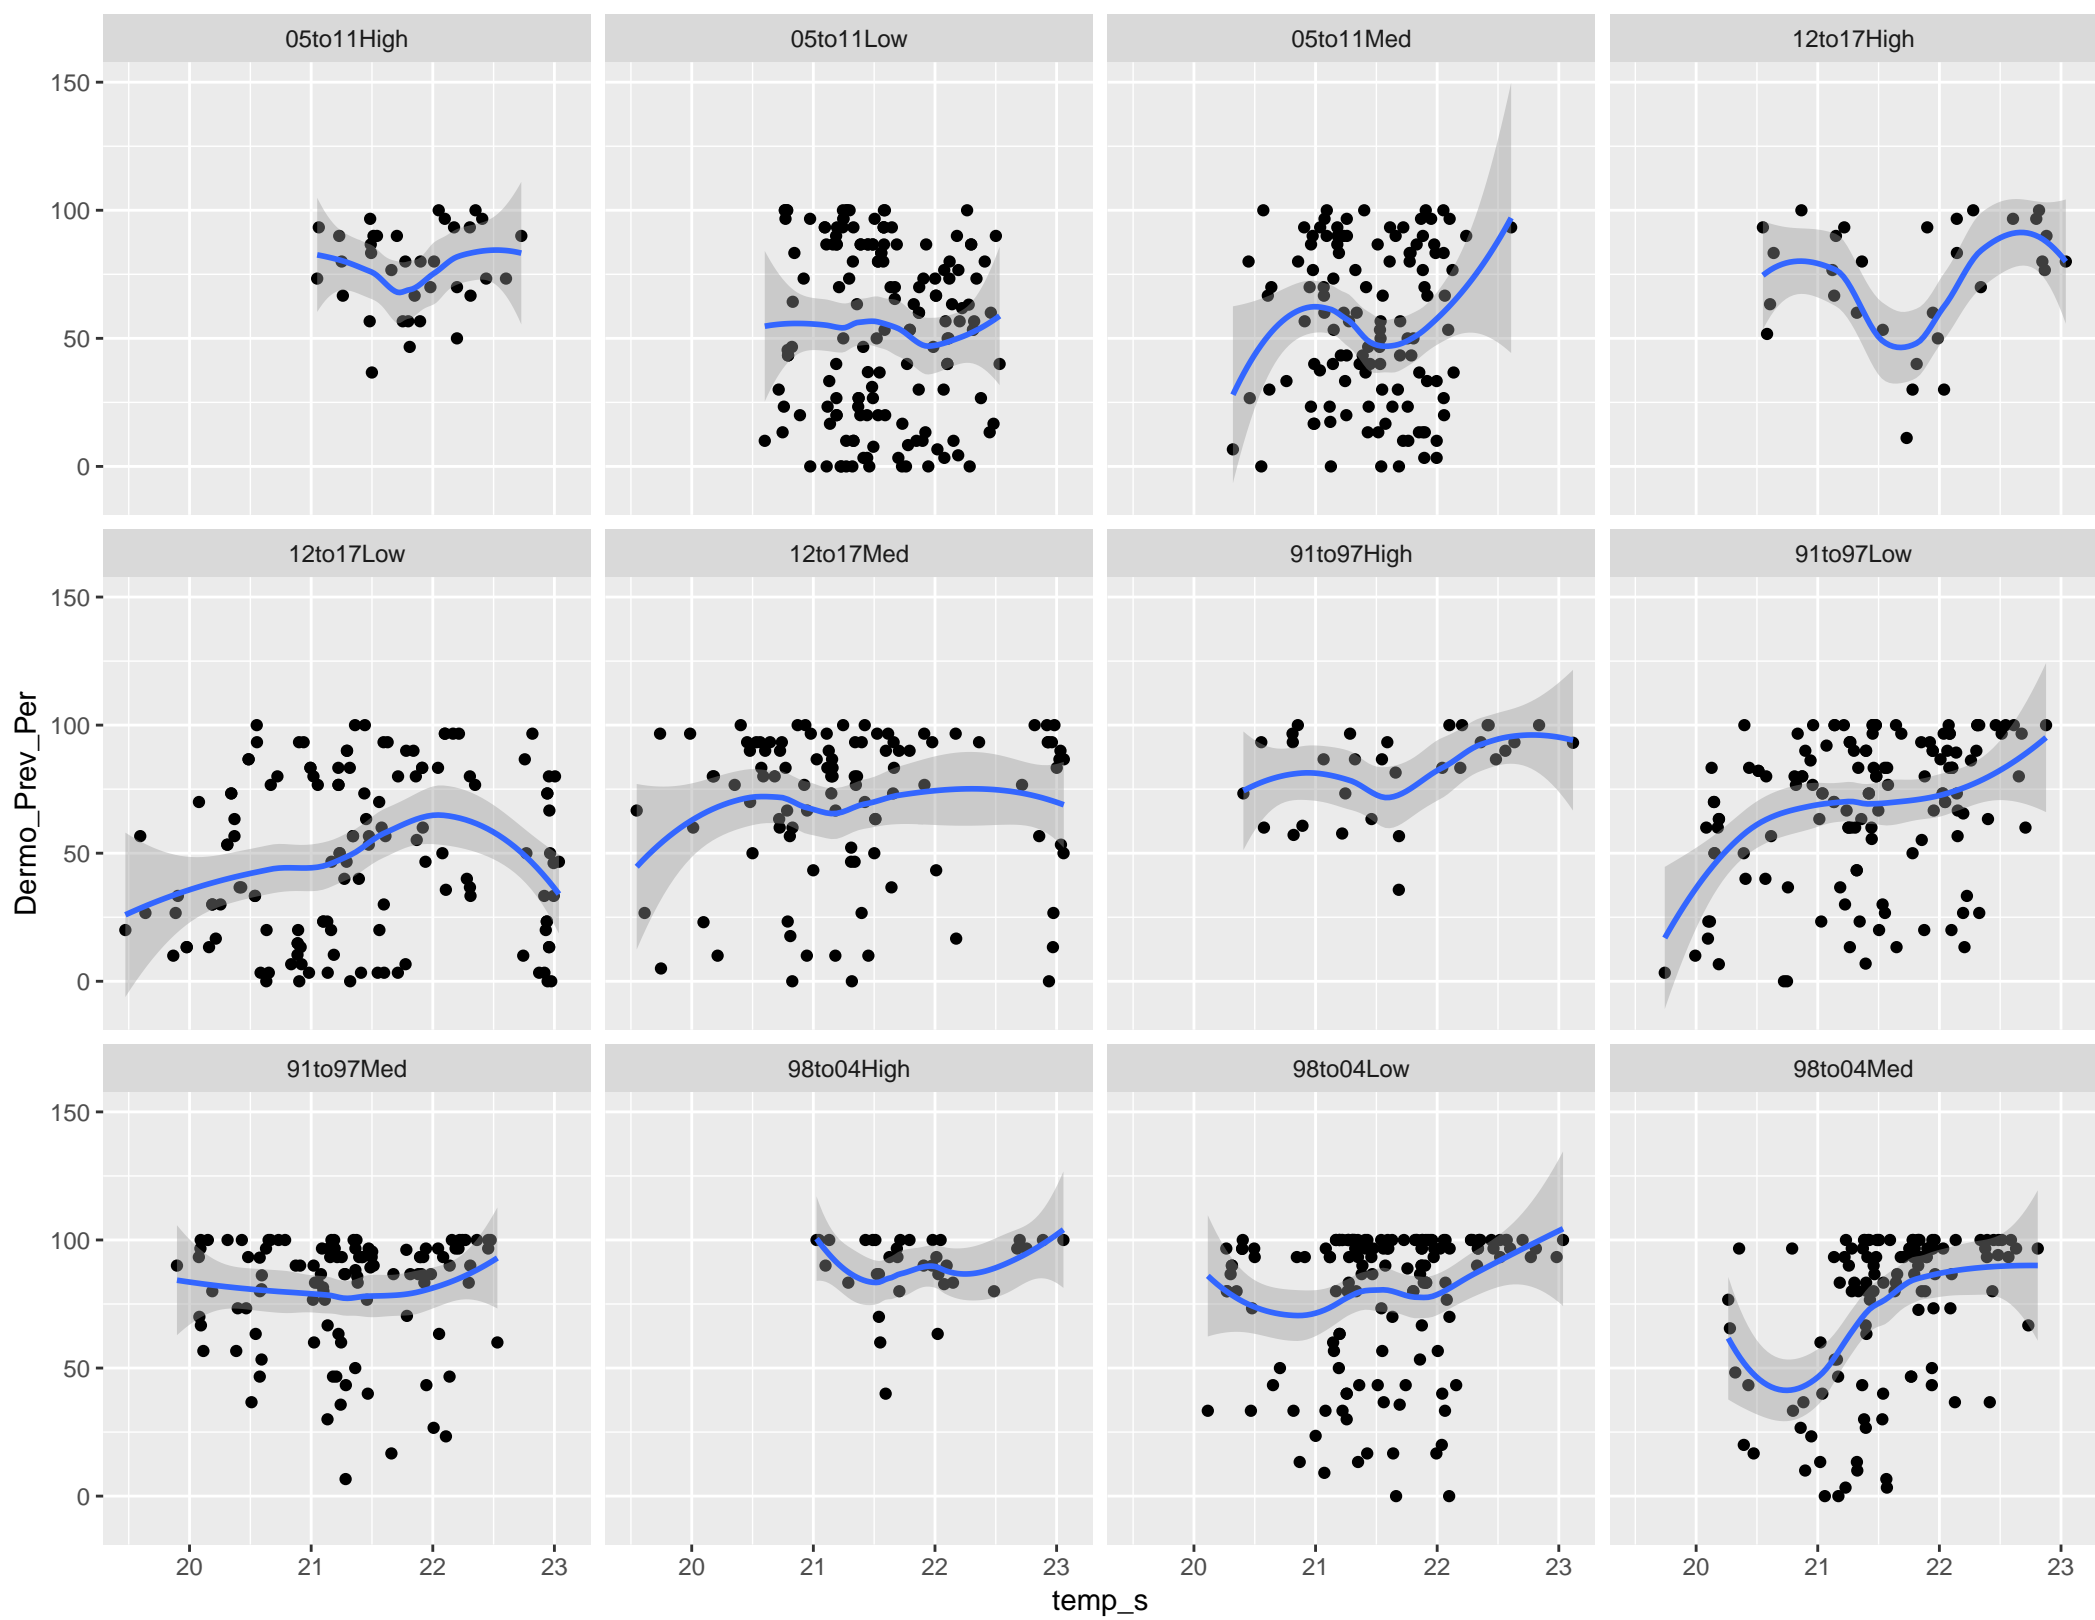 05to11High 05to11Low 05to11Med 12to17High
150
100
50
0
12to17Low 12to17Med 91to97High 91to97Low
150
100
50
0
Dermo_Prev_Per
91to97Med 98to04High 98to04Low 98to04Med
150
100
50
0
20 21 22 23 20 21 22 23 20 21 22 23 20 21 22 23
temp_s